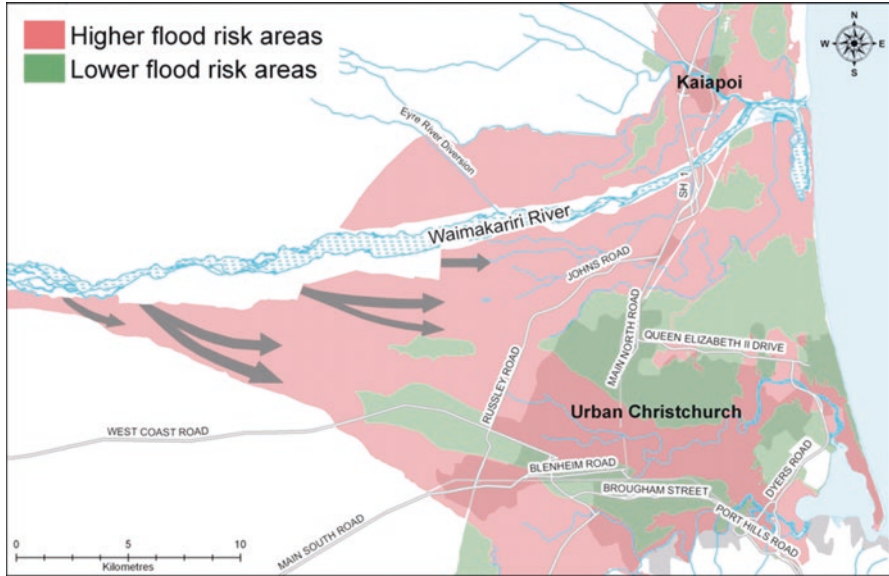 Higher flood risk areas
Lower flood risk areas
N
W
E
S
Kaiapoi
Eyre River Diversion
SH 1
Waimakariri River
JOHNS ROAD
MAIN NORTH ROAD
QUEEN ELIZABETH II DRIVE
RUSSLEY ROAD
Urban Christchurch
WEST COAST ROAD
BLENHEIM ROAD
DYERS ROAD
BROUGHAM STREET
PORT HILLS ROAD
MAIN SOUTH ROAD
0
5
10
Kilometres